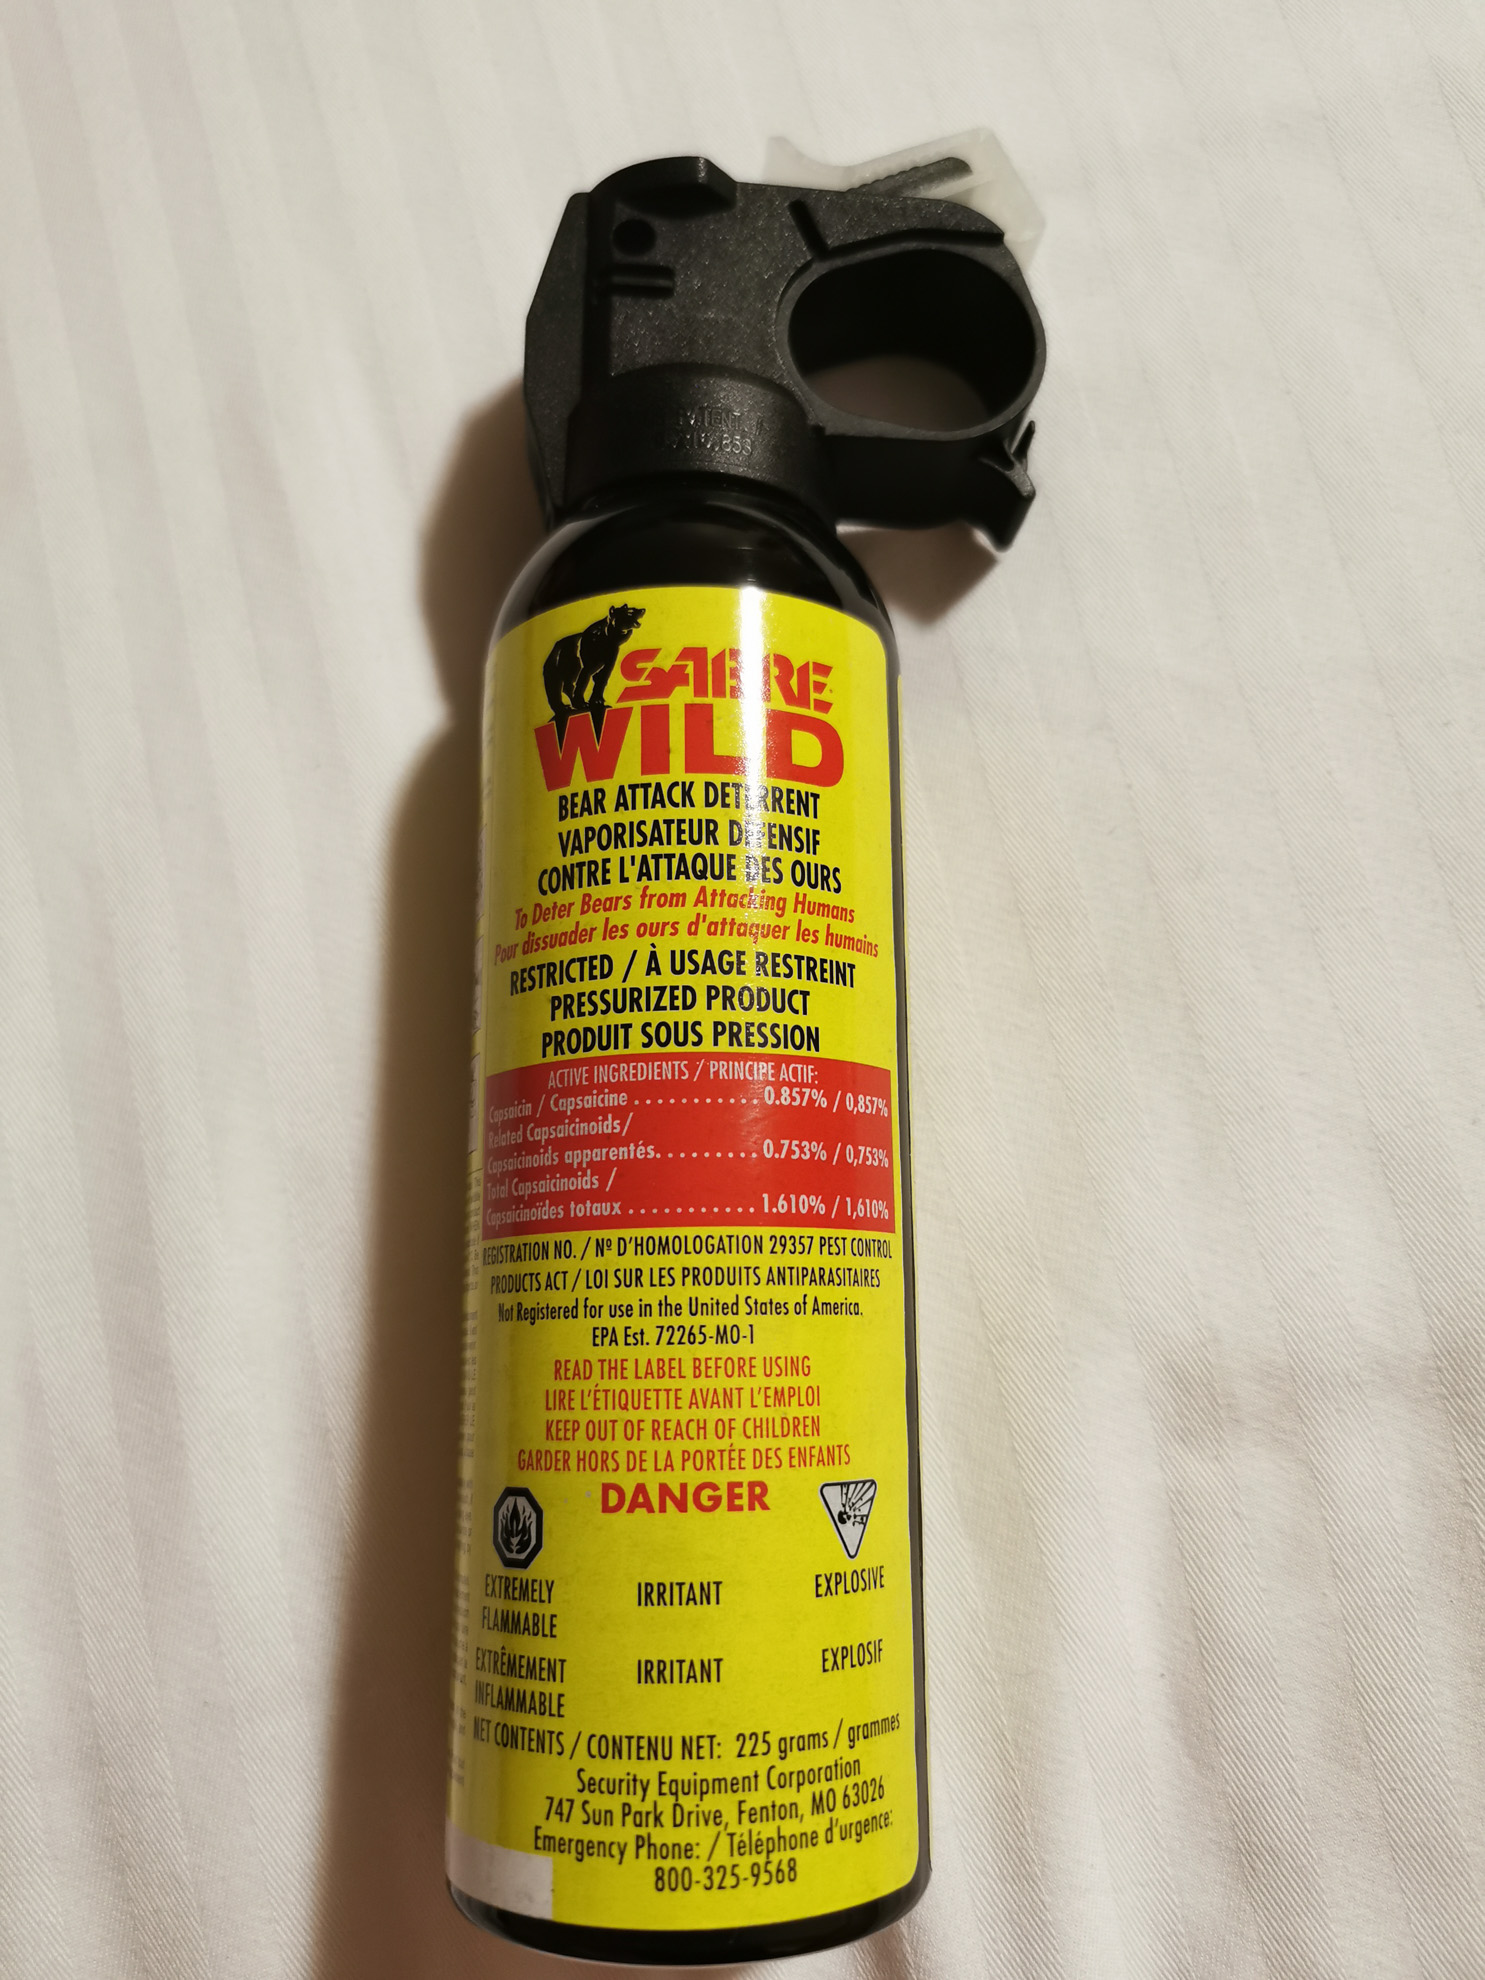 SABRE
WILD
BEAR ATTACK DETERRENT
VAPORISATEUR DÉFENSIF
CONTRE L'ATTAQUE DES OURS
To Deter Bears from Attacking Humans
Pour dissuader les ours d'attaquer les humains
RESTRICTED / À USAGE RESTREINT
PRESSURIZED PRODUCT
PRODUIT SOUS PRESSION
ACTIVE INGREDIENTS / PRINCIPE ACTIF:
Capsaicin / Capsaicine ........... 0.857% / 0,857%
Related Capsaicinoids/
Capsaicinoids apparentés. ........ 0.753% / 0,753%
Total Capsaicinoids /
Capsaicinoïdes totaux ........... 1.610% / 1,610%
REGISTRATION NO. / Nº D'HOMOLOGATION 29357 PEST CONTROL
PRODUCTS ACT / LOI SUR LES PRODUITS ANTIPARASITAIRES
Not Registered for use in the United States of America.
EPA Est. 72265-MO-1
READ THE LABEL BEFORE USING
LIRE L'ÉTIQUETTE AVANT L'EMPLOI
KEEP OUT OF REACH OF CHILDREN
GARDER HORS DE LA PORTÉE DES ENFANTS
DANGER
EXTREMELY FLAMMABLE
IRRITANT
EXPLOSIVE
EXTRÊMEMENT INFLAMMABLE
IRRITANT
EXPLOSIF
NET CONTENTS / CONTENU NET: 225 grams / grammes
Security Equipment Corporation
747 Sun Park Drive, Fenton, MO 63026
Emergency Phone: / Téléphone d'urgence:
800-325-9568